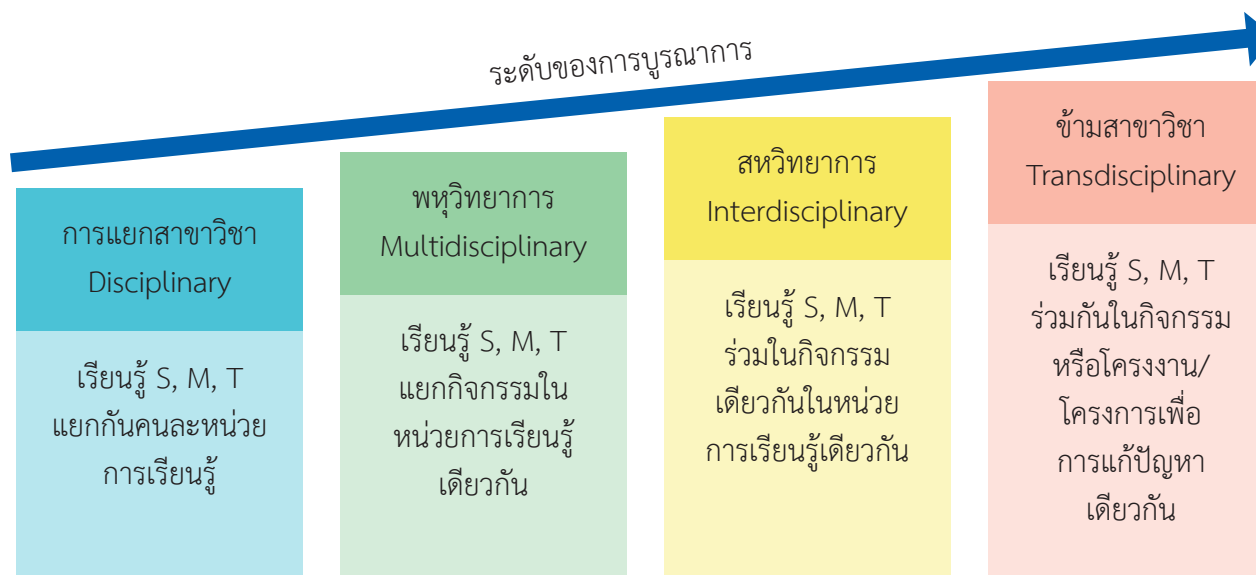 ระดับของการบูรณาการ
การแยกสาขาวิชา
Disciplinary
เรียนรู้ S, M, T
แยกกันคนละหน่วย
การเรียนรู้
พหุวิทยาการ
Multidisciplinary
เรียนรู้ S, M, T
แยกกิจกรรมใน
หน่วยการเรียนรู้
เดียวกัน
สหวิทยาการ
Interdisciplinary
เรียนรู้ S, M, T
ร่วมในกิจกรรม
เดียวกันในหน่วย
การเรียนรู้เดียวกัน
ข้ามสาขาวิชา
Transdisciplinary
เรียนรู้ S, M, T
ร่วมกันในกิจกรรม
หรือโครงงาน/
โครงการเพื่อ
การแก้ปัญหา
เดียวกัน